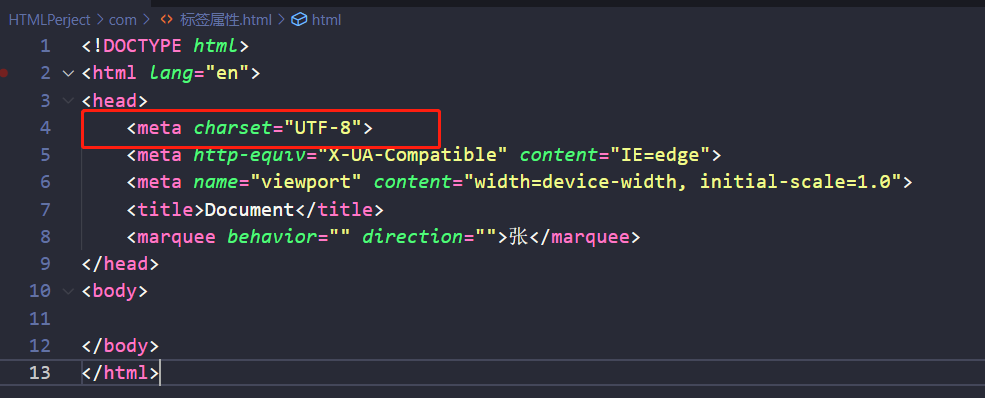 HTMLPerject > com > <> 标签属性.html > html
1 <!DOCTYPE html>
2 <html lang="en">
3 <head>
4 <meta charset="UTF-8">
5 <meta http-equiv="X-UA-Compatible" content="IE=edge">
6 <meta name="viewport" content="width=device-width, initial-scale=1.0">
7 <title>Document</title>
8 <marquee behavior="" direction="">张</marquee>
9 </head>
10 <body>
11
12 </body>
13 </html>